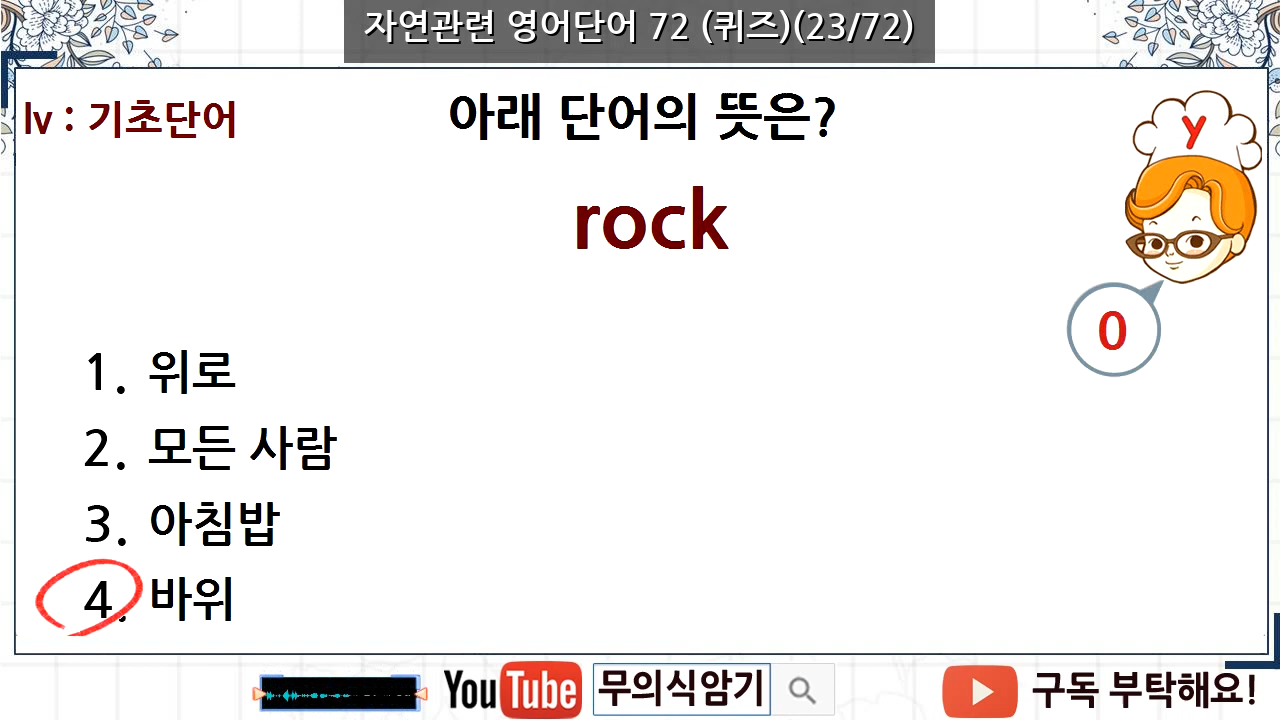 자연관련 영어단어 72 (퀴즈)(23/72)
lv : 기초단어
아래 단어의 뜻은?
y
rock
0
1. 위로
2. 모든 사람
3. 아침밥
4. 바위
YouTube 무의식암기 구독 부탁해요!